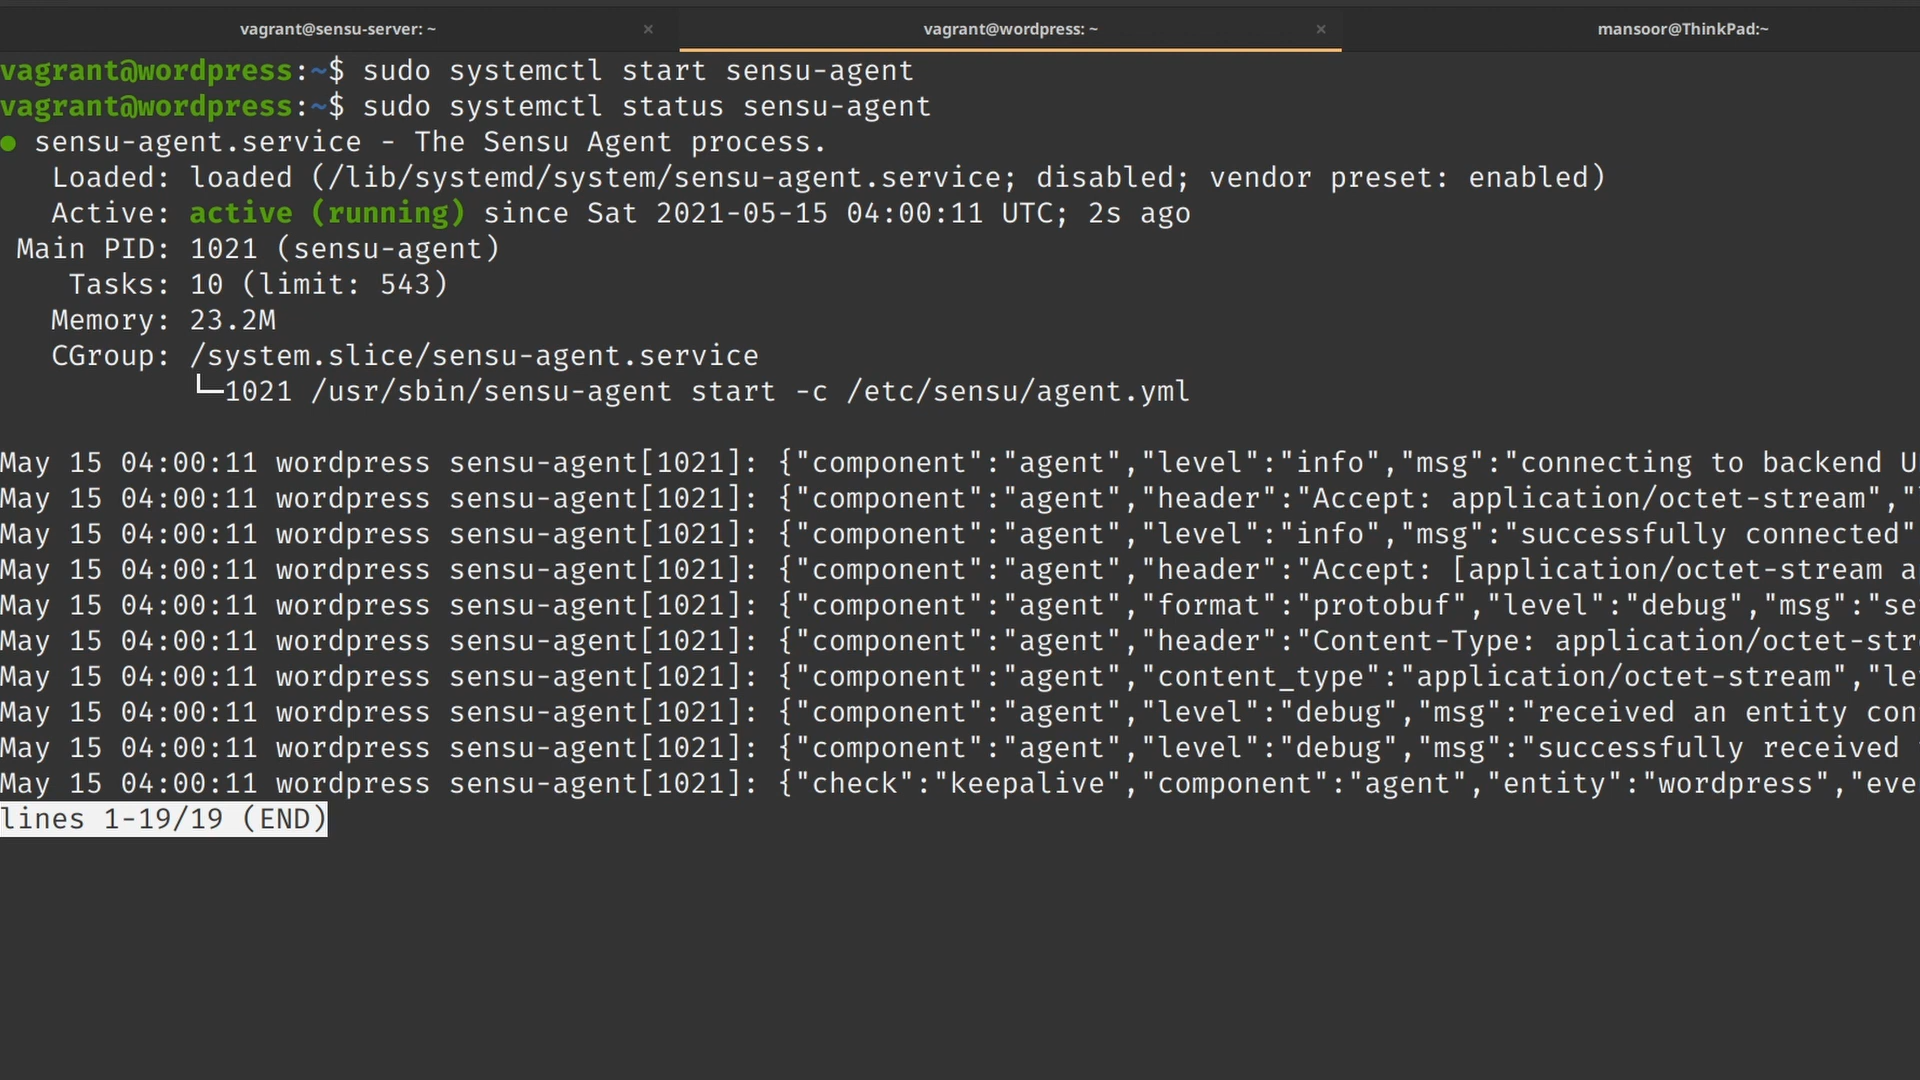 vagrant@sensu-server: ~ × vagrant@wordpress: ~ × mansoor@ThinkPad:~
vagrant@wordpress:~$ sudo systemctl start sensu-agent
vagrant@wordpress:~$ sudo systemctl status sensu-agent
● sensu-agent.service - The Sensu Agent process.
Loaded: loaded (/lib/systemd/system/sensu-agent.service; disabled; vendor preset: enabled)
Active: active (running) since Sat 2021-05-15 04:00:11 UTC; 2s ago
Main PID: 1021 (sensu-agent)
Tasks: 10 (limit: 543)
Memory: 23.2M
CGroup: /system.slice/sensu-agent.service
└─1021 /usr/sbin/sensu-agent start -c /etc/sensu/agent.yml
May 15 04:00:11 wordpress sensu-agent[1021]: {"component":"agent","level":"info","msg":"connecting to backend U
May 15 04:00:11 wordpress sensu-agent[1021]: {"component":"agent","header":"Accept: application/octet-stream","
May 15 04:00:11 wordpress sensu-agent[1021]: {"component":"agent","level":"info","msg":"successfully connected"
May 15 04:00:11 wordpress sensu-agent[1021]: {"component":"agent","header":"Accept: [application/octet-stream a
May 15 04:00:11 wordpress sensu-agent[1021]: {"component":"agent","format":"protobuf","level":"debug","msg":"se
May 15 04:00:11 wordpress sensu-agent[1021]: {"component":"agent","header":"Content-Type: application/octet-str
May 15 04:00:11 wordpress sensu-agent[1021]: {"component":"agent","content_type":"application/octet-stream","le
May 15 04:00:11 wordpress sensu-agent[1021]: {"component":"agent","level":"debug","msg":"received an entity con
May 15 04:00:11 wordpress sensu-agent[1021]: {"component":"agent","level":"debug","msg":"successfully received
May 15 04:00:11 wordpress sensu-agent[1021]: {"check":"keepalive","component":"agent","entity":"wordpress","eve
lines 1-19/19 (END)